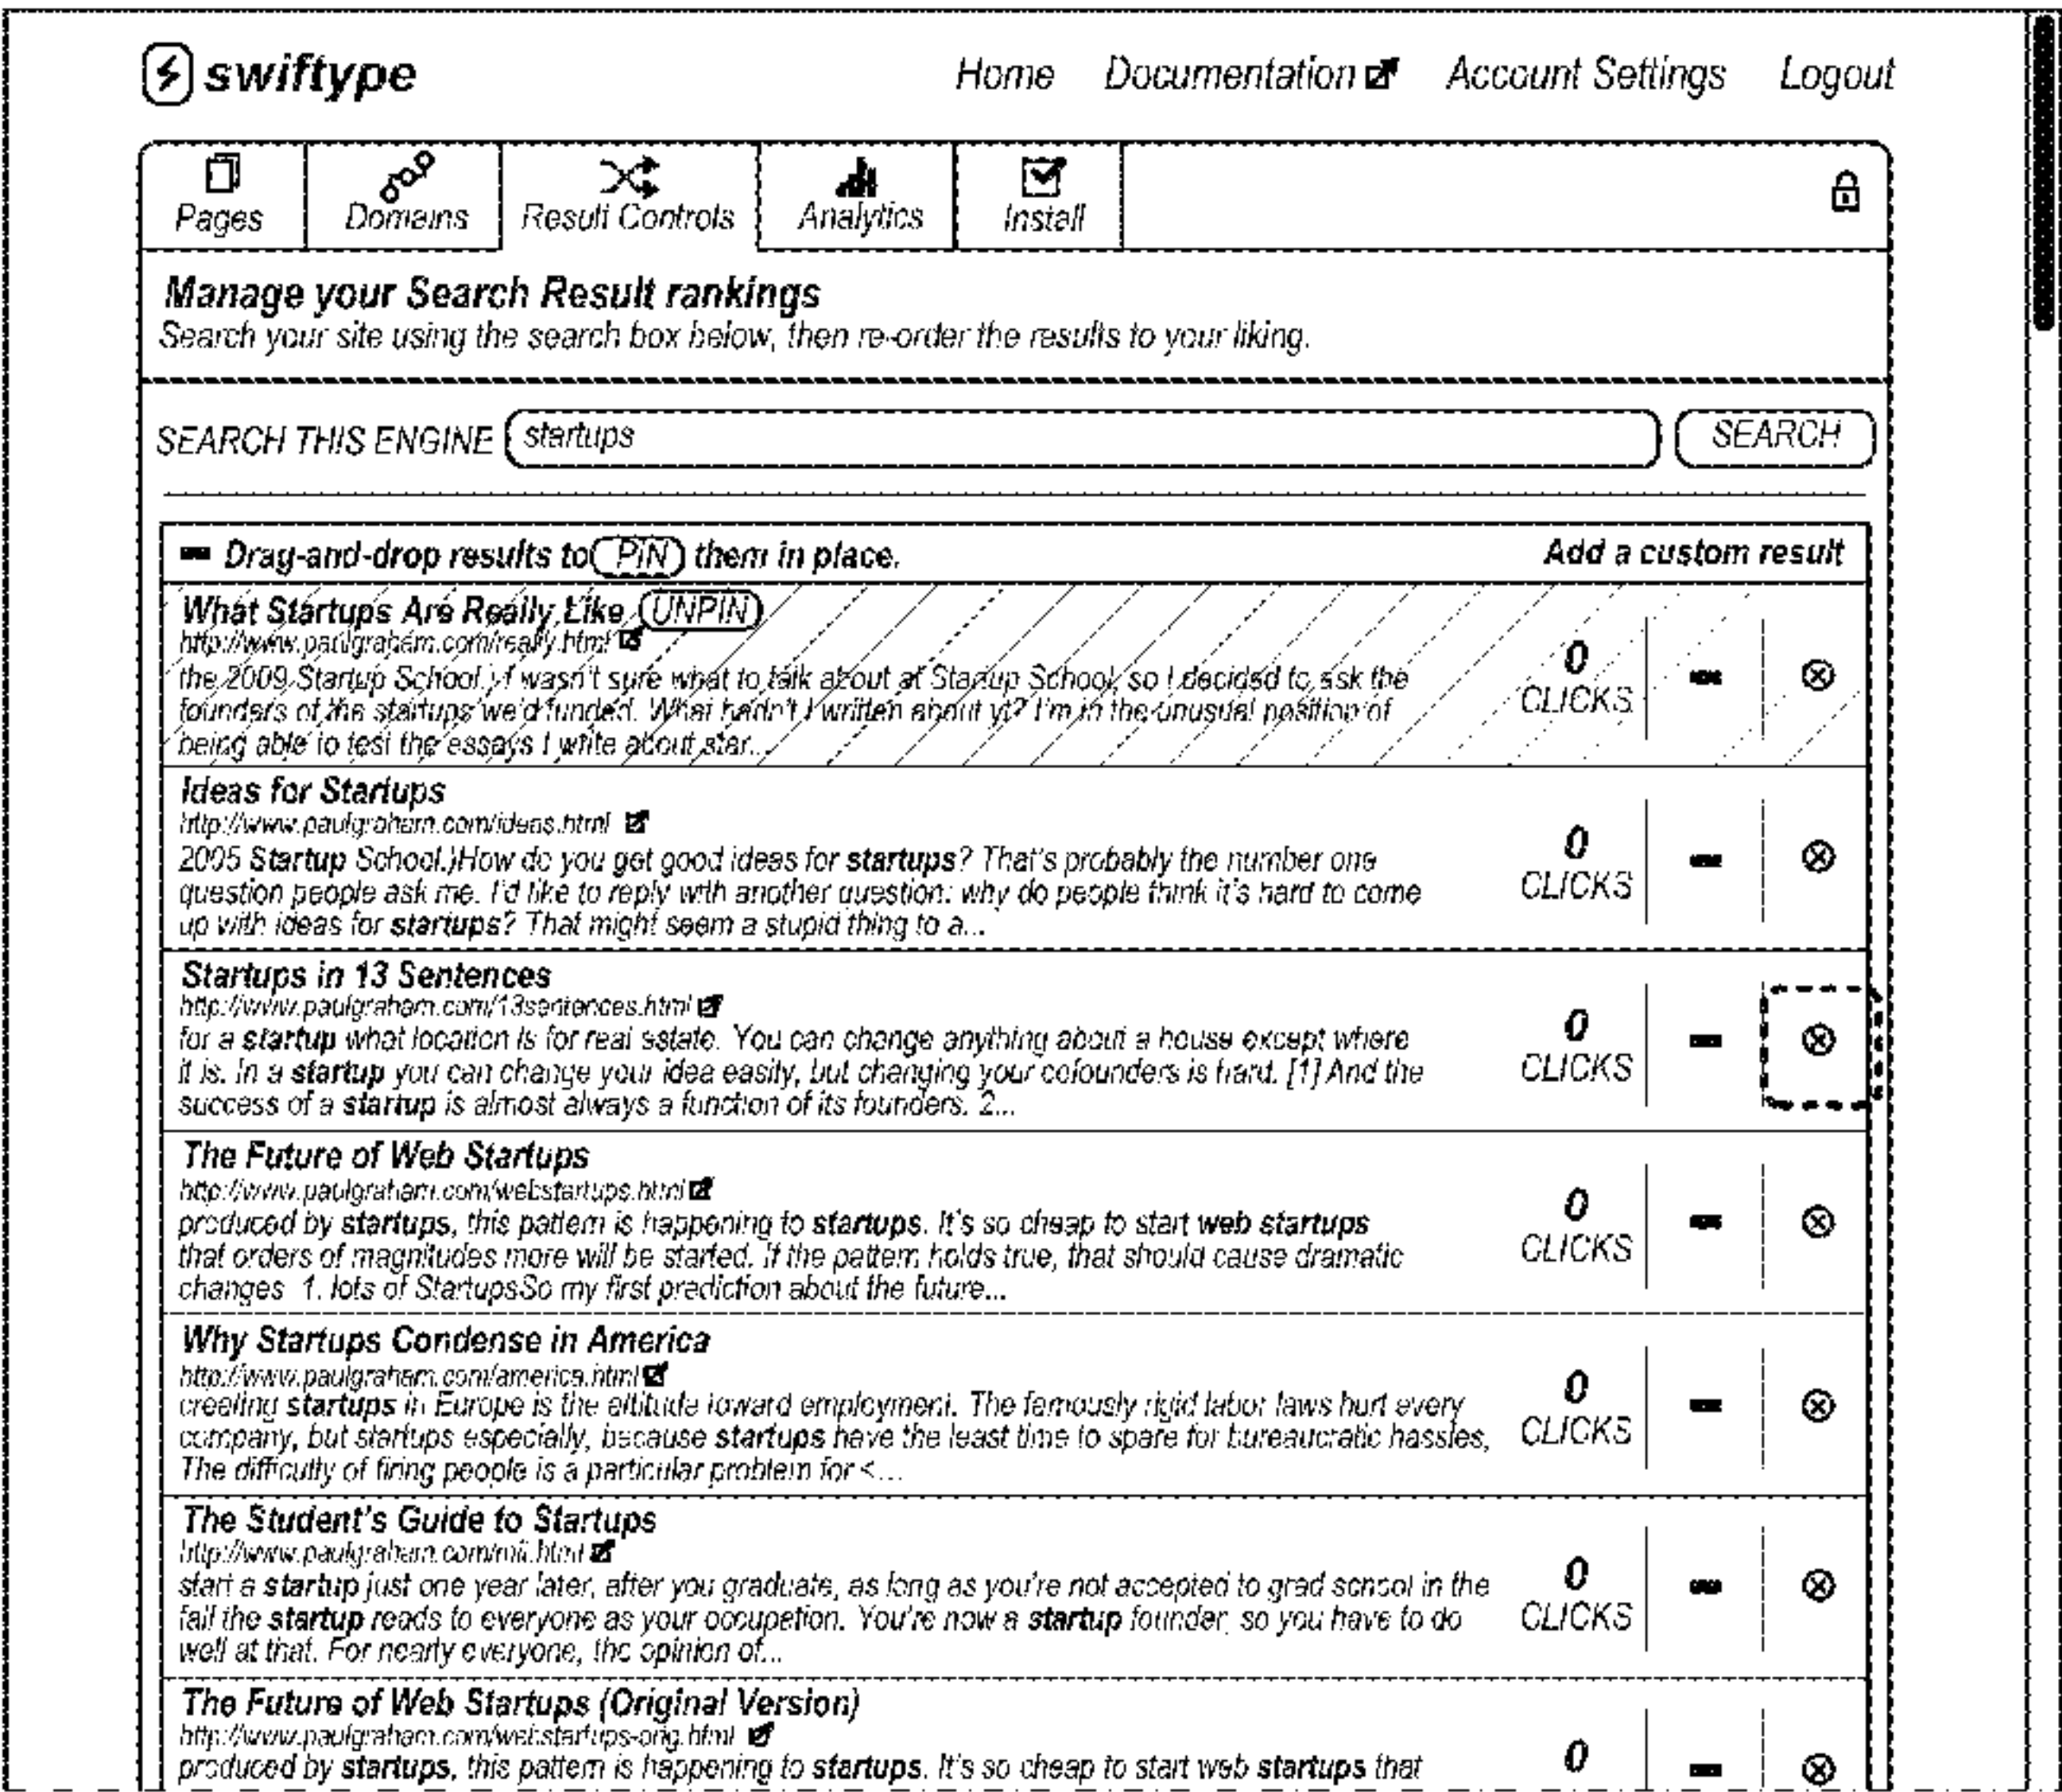 swiftype
Home Documentation Account Settings Logout
Pages Domains Result Controls Analytics Install
Manage your Search Result rankings
Search your site using the search box below, then re-order the results to your liking.
SEARCH THIS ENGINE startups SEARCH
Drag-and-drop results to PIN them in place. Add a custom result
What Startups Are Really Like UNPIN
http://www.paulgraham.com/really.html
the 2009 Startup School.) I wasn't sure what to talk about at Startup School, so I decided to ask the
founders of the startups we'd funded. What hadn't I written about yt? I'm in the unusual position of
being able to test the essays I write about star...
0 CLICKS
Ideas for Startups
http://www.paulgraham.com/ideas.html
2005 Startup School.)How do you get good ideas for startups? That's probably the number one
question people ask me. I'd like to reply with another question: why do people think it's hard to come
up with ideas for startups? That might seem a stupid thing to a...
0 CLICKS
Startups in 13 Sentences
http://www.paulgraham.com/13sentences.html
for a startup what location is for real estate. You can change anything about a house except where
it is. In a startup you can change your idea easily, but changing your cofounders is hard. [1] And the
success of a startup is almost always a function of its founders. 2...
0 CLICKS
The Future of Web Startups
http://www.paulgraham.com/webstartups.html
produced by startups, this pattern is happening to startups. It's so cheap to start web startups
that orders of magnitudes more will be started. If the pattern holds true, that should cause dramatic
changes 1. lots of StartupsSo my first prediction about the future...
0 CLICKS
Why Startups Condense in America
http://www.paulgraham.com/america.html
creating startups in Europe is the attitude toward employment. The famously rigid labor laws hurt every
company, but startups especially, because startups have the least time to spare for bureaucratic hassles,
The difficulty of firing people is a particular problem for <...
0 CLICKS
The Student's Guide to Startups
http://www.paulgraham.com/mit.html
start a startup just one year later, after you graduate, as long as you're not accepted to grad school in the
fall the startup reads to everyone as your occupation. You're now a startup founder, so you have to do
well at that. For nearly everyone, the opinion of...
0 CLICKS
The Future of Web Startups (Original Version)
http://www.paulgraham.com/webstartups-orig.html
produced by startups, this pattern is happening to startups. It's so cheap to start web startups that
0